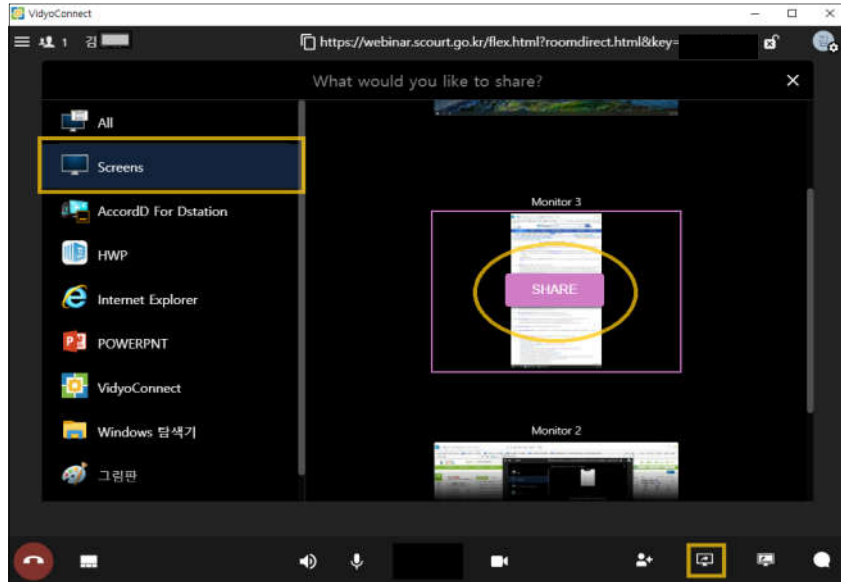 VidyoConnect
1 김
https://webinar.scourt.go.kr/flex.html?roomdirect.html&key=
What would you like to share?
All
Screens
AccordD For Dstation
HWP
Internet Explorer
POWERPNT
VidyoConnect
Windows 탐색기
그림판
Monitor 3
SHARE
Monitor 2